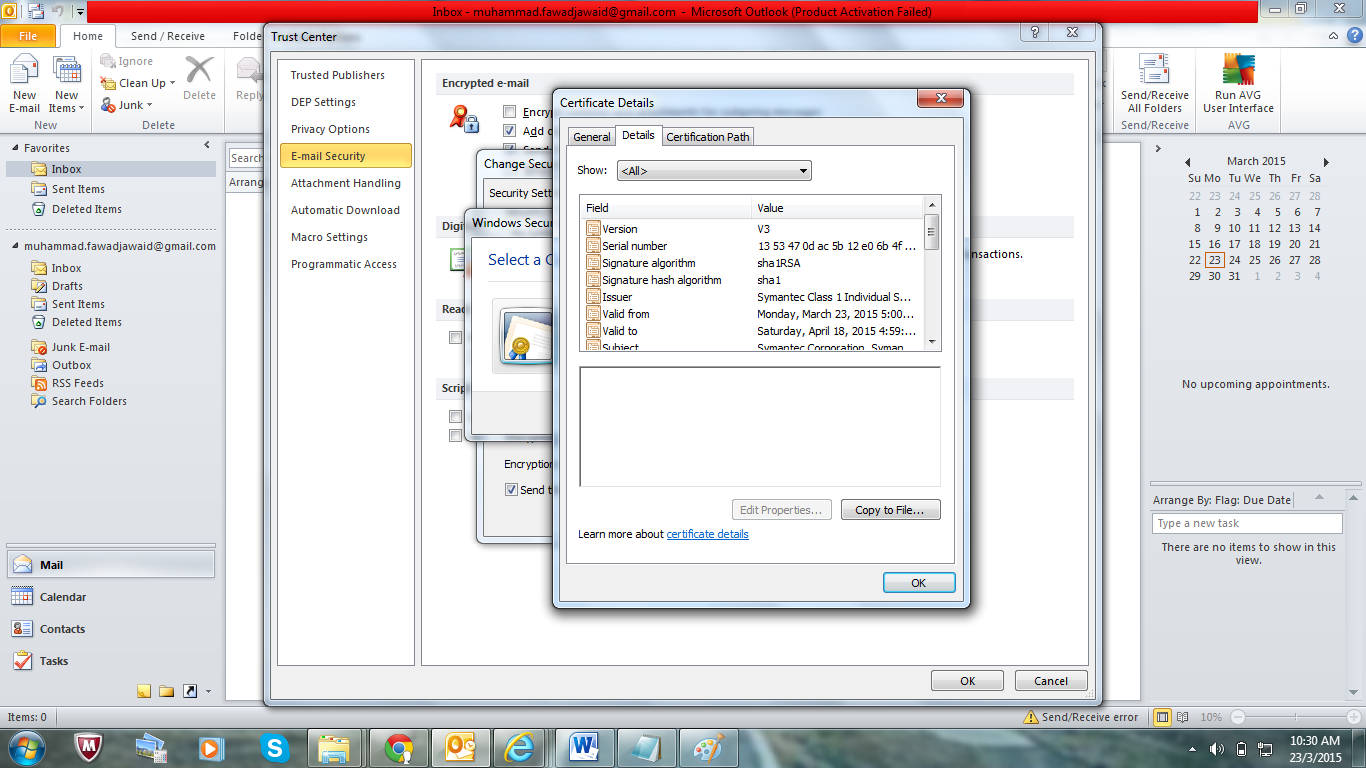 Inbox - muhammad.fawadjawaid@gmail.com - Microsoft Outlook (Product Activation Failed)
File Home Send / Receive
New E-mail
New Items
New
Ignore
Clean Up
Junk
Delete
Delete
Reply
Send/Receive All Folders
Send/Receive
Run AVG User Interface
AVG
Favorites
Inbox
Sent Items
Deleted Items
muhammad.fawadjawaid@gmail.com
Inbox
Drafts
Sent Items
Deleted Items
Junk E-mail
Outbox
RSS Feeds
Search Folders
Mail
Calendar
Contacts
Tasks
Items: 0
Trust Center
Trusted Publishers
DEP Settings
Privacy Options
E-mail Security
Attachment Handling
Automatic Download
Macro Settings
Programmatic Access
Encrypted e-mail
Encry
Add
Digi
nsactions.
Rea
Scrip
Change Secu
Security Sett
Windows Secur
Select a C
Encryption
Send t
Certificate Details
General Details Certification Path
Show: <All>
Field Value
Version V3
Serial number 13 53 47 0d ac 5b 12 e0 6b 4f ...
Signature algorithm sha1RSA
Signature hash algorithm sha1
Issuer Symantec Class 1 Individual S...
Valid from Monday, March 23, 2015 5:00...
Valid to Saturday, April 18, 2015 4:59:...
Subject Symantec Corporation, Syman
Edit Properties... Copy to File...
Learn more about certificate details
OK
OK Cancel
March 2015
Su Mo Tu We Th Fr Sa
22 23 24 25 26 27 28
1 2 3 4 5 6 7
8 9 10 11 12 13 14
15 16 17 18 19 20 21
22 23 24 25 26 27 28
29 30 31 1 2 3 4
No upcoming appointments.
Arrange By: Flag: Due Date
Type a new task
There are no items to show in this view.
Send/Receive error
10%
10:30 AM
23/3/2015